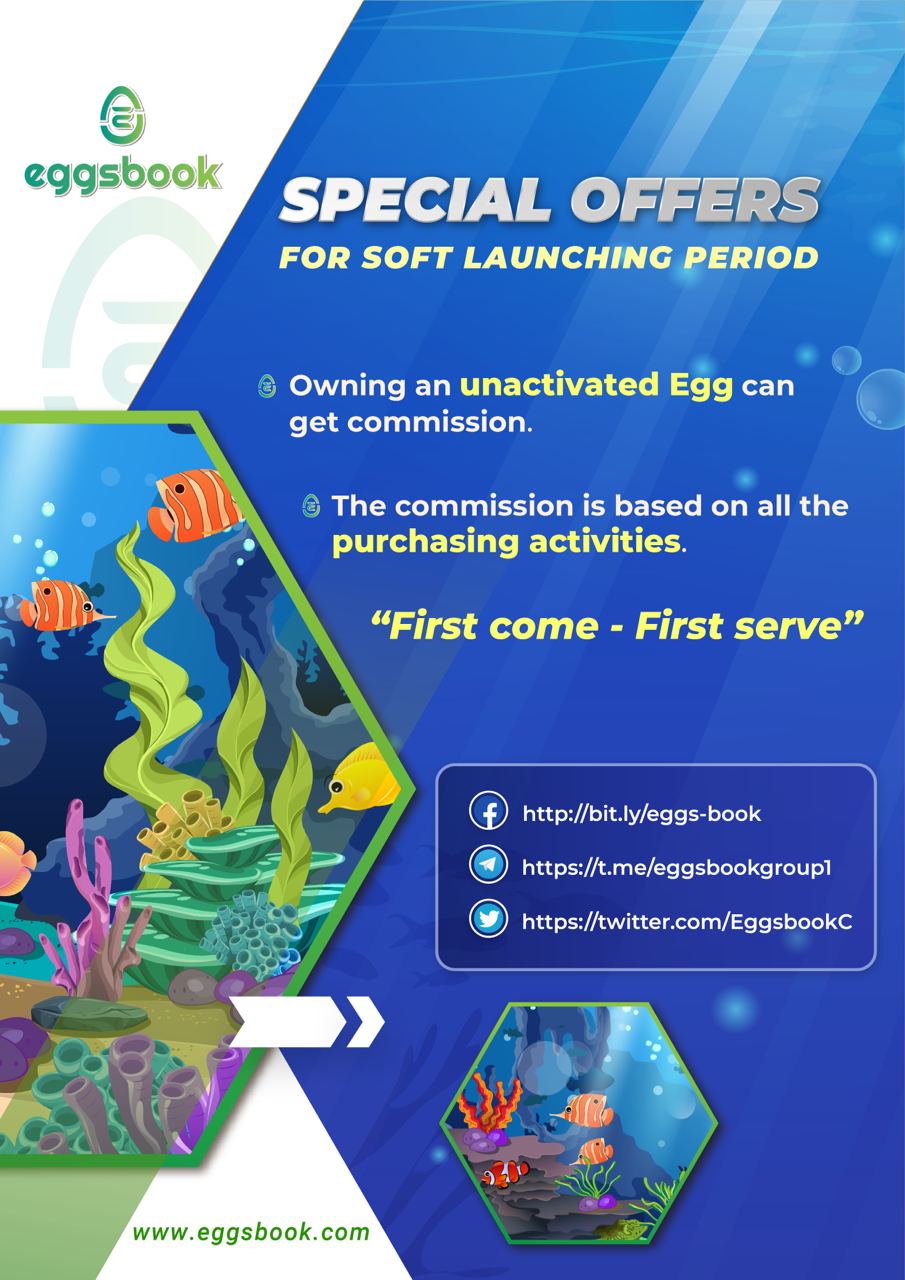 eggsbook
SPECIAL OFFERS
FOR SOFT LAUNCHING PERIOD
Owning an unactivated Egg can
get commission.
The commission is based on all the
purchasing activities.
“First come - First serve”
http://bit.ly/eggs-book
https://t.me/eggsbookgroup1
https://twitter.com/EggsbookC
www.eggsbook.com